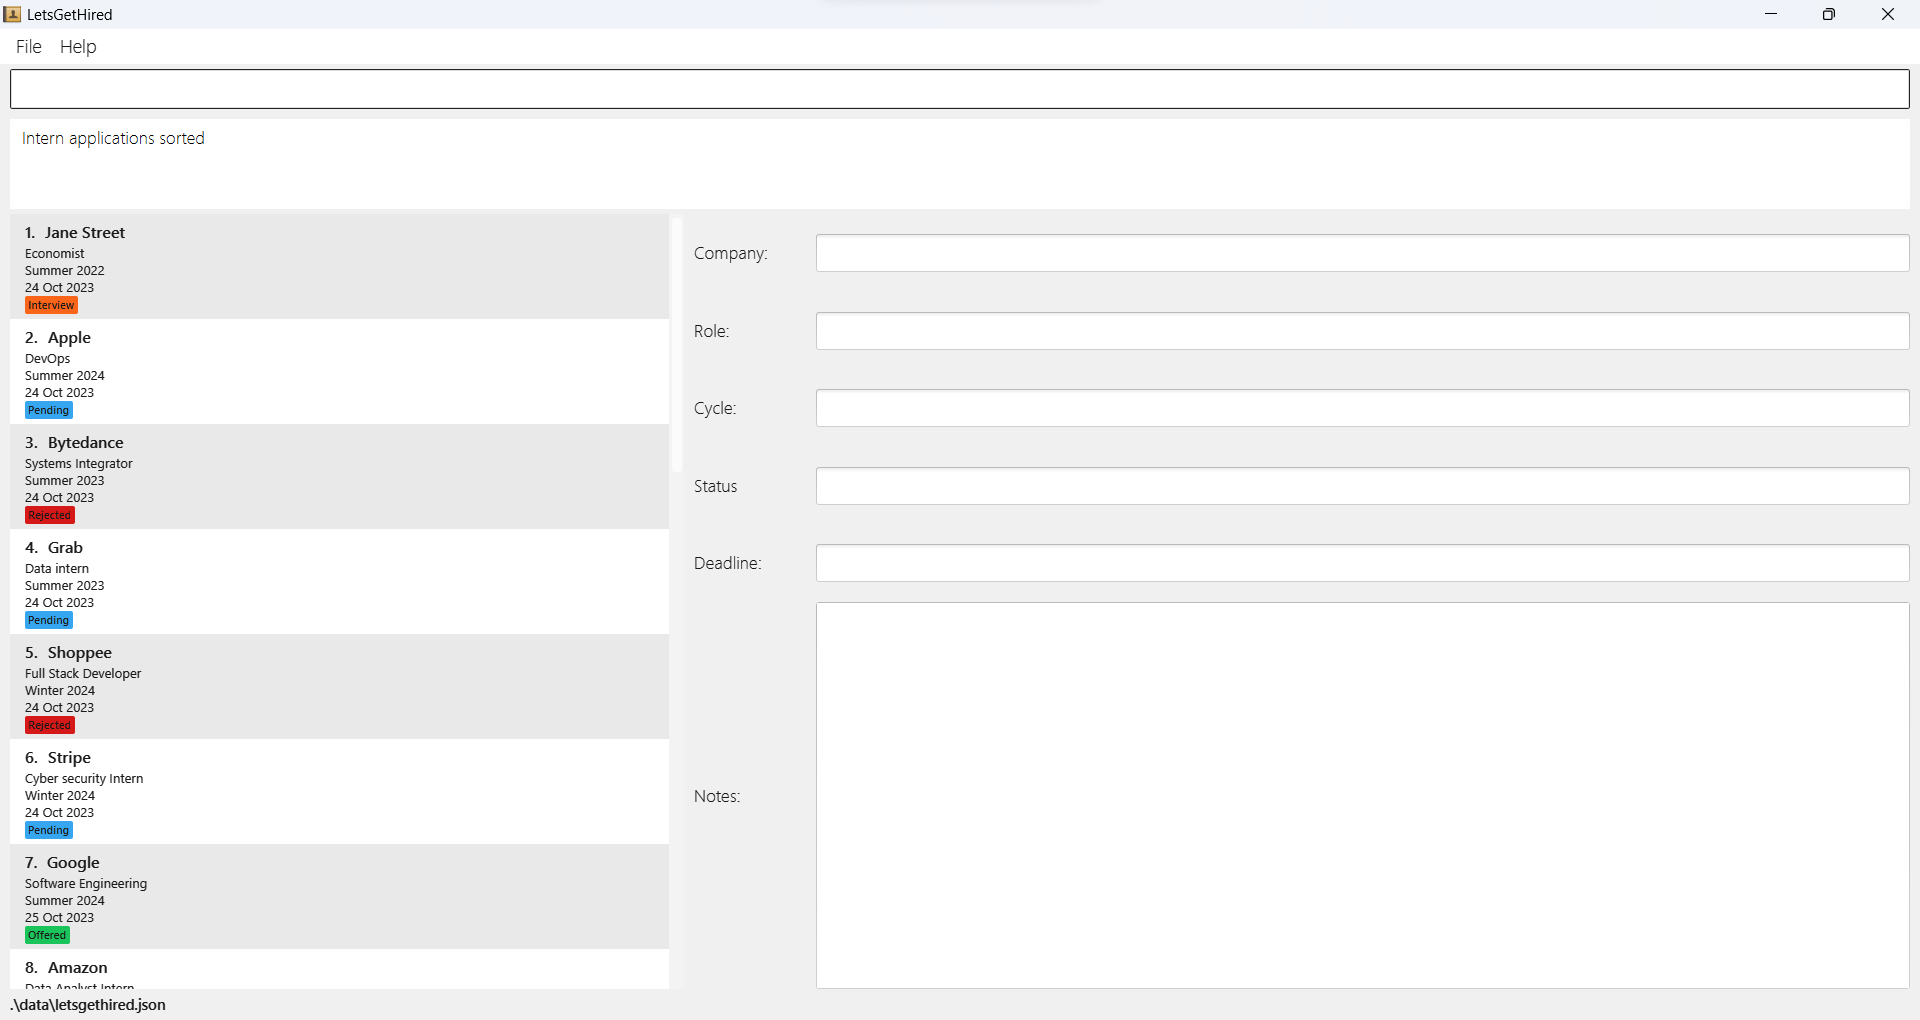 LetsGetHired
File Help
Intern applications sorted
1. Jane Street
Economist
Summer 2022
24 Oct 2023
Interview
2. Apple
DevOps
Summer 2024
24 Oct 2023
Pending
3. Bytedance
Systems Integrator
Summer 2023
24 Oct 2023
Rejected
4. Grab
Data intern
Summer 2023
24 Oct 2023
Pending
5. Shoppee
Full Stack Developer
Winter 2024
24 Oct 2023
Rejected
6. Stripe
Cyber security Intern
Winter 2024
24 Oct 2023
Pending
7. Google
Software Engineering
Summer 2024
25 Oct 2023
Offered
8. Amazon
Data Analyst Intern
Company:
Role:
Cycle:
Status
Deadline:
Notes:
.\data\letsgethired.json